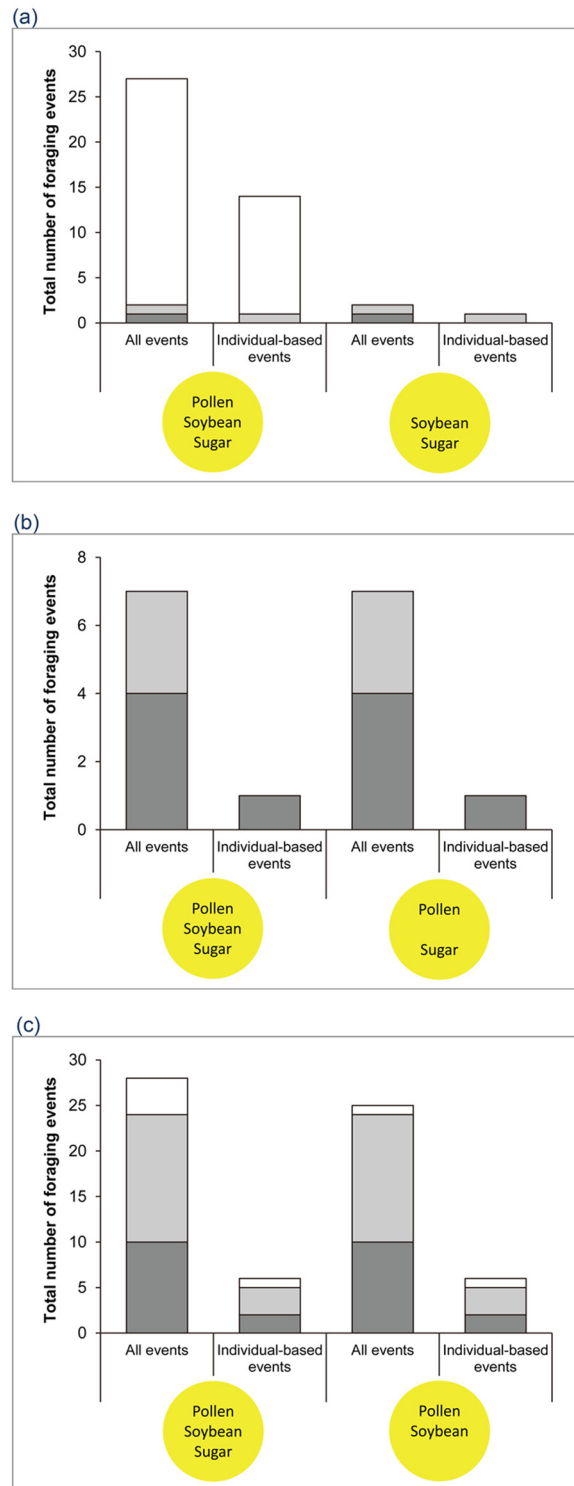 (a)
Total number of foraging events
30
25
20
15
10
5
0
All events
Individual-based
events
All events
Individual-based
events
Pollen
Soybean
Sugar
Soybean
Sugar
(b)
Total number of foraging events
8
6
4
2
0
All events
Individual-based
events
All events
Individual-based
events
Pollen
Soybean
Sugar
Pollen
Sugar
(c)
Total number of foraging events
30
25
20
15
10
5
0
All events
Individual-based
events
All events
Individual-based
events
Pollen
Soybean
Sugar
Pollen
Soybean